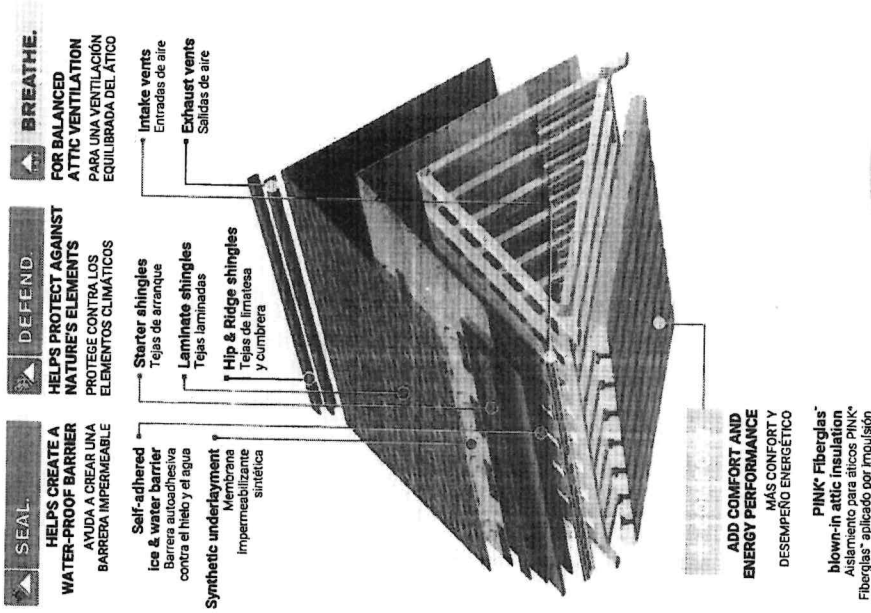 SEAL.
HELPS CREATE A
WATER-PROOF BARRIER
AYUDA A CREAR UNA
BARRERA IMPERMEABLE
Self-adhered
ice & water barrier
Barrera autoadhesiva
contra el hielo y el agua
Synthetic underlayment
Membrana
impermeabilizante
sintética
DEFEND.
HELPS PROTECT AGAINST
NATURE'S ELEMENTS
PROTEGE CONTRA LOS
ELEMENTOS CLIMÁTICOS
Starter shingles
Tejas de arranque
Laminate shingles
Tejas laminadas
Hip & Ridge shingles
Tejas de limatesa
y cumbrera
BREATHE.
FOR BALANCED
ATTIC VENTILATION
PARA UNA VENTILACIÓN
EQUILIBRADA DEL ÁTICO
Intake vents
Entradas de aire
Exhaust vents
Salidas de aire
ADD COMFORT AND
ENERGY PERFORMANCE
MÁS CONFORT Y
DESEMPEÑO ENERGÉTICO
PINK® Fiberglas™
blown-in attic insulation
Aislamiento para áticos PINK®
Fiberglas™ aplicado por impulsión